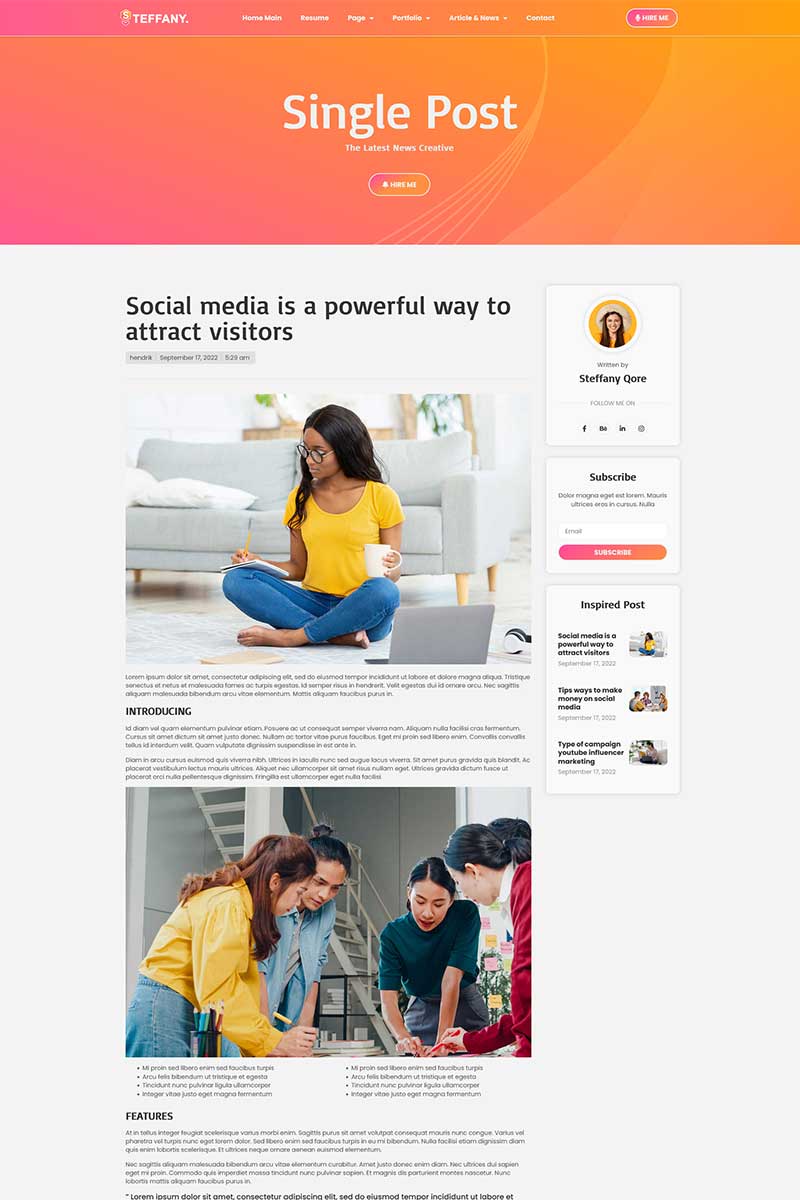 STEFFANY.
Home Main Resume Page Portfolio Article & News Contact
HIRE ME
Single Post
The Latest News Creative
HIRE ME
Social media is a powerful way to
attract visitors
hendrik September 17, 2022 5:29 am
Lorem ipsum dolor sit amet, consectetur adipiscing elit, sed do eiusmod tempor incididunt ut labore et dolore magna aliqua. Tristique
senectus et netus et malesuada fames ac turpis egestas. Id semper risus in hendrerit. Velit egestas dui id ornare arcu. Nec sagittis
aliquam malesuada bibendum arcu vitae elementum. Mattis aliquam faucibus purus in.
INTRODUCING
Id diam vel quam elementum pulvinar etiam. Posuere ac ut consequat semper viverra nam. Aliquam nulla facilisi cras fermentum.
Cursus sit amet dictum sit amet justo donec. Nullam ac tortor vitae purus faucibus. Eget mi proin sed libero enim. Convallis convallis
tellus id interdum velit. Quam vulputate dignissim suspendisse in est ante in.
Diam in arcu cursus euismod quis viverra nibh. Ultrices in iaculis nunc sed augue lacus viverra. Sit amet purus gravida quis blandit. Ac
placerat vestibulum lectus mauris ultrices. Aliquet nec ullamcorper sit amet risus nullam eget. Ultrices gravida dictum fusce ut
placerat orci nulla pellentesque dignissim. Fringilla est ullamcorper eget nulla facilisi
• Mi proin sed libero enim sed faucibus turpis
• Arcu felis bibendum ut tristique et egesta
• Tincidunt nunc pulvinar ligula ullamcorper
• Integer vitae justo eget magna fermentum
• Mi proin sed libero enim sed faucibus turpis
• Arcu felis bibendum ut tristique et egesta
• Tincidunt nunc pulvinar ligula ullamcorper
• Integer vitae justo eget magna fermentum
FEATURES
At in tellus integer feugiat scelerisque varius morbi enim. Sagittis purus sit amet volutpat consequat mauris nunc congue. Varius vel
pharetra vel turpis nunc eget lorem dolor. Sed libero enim sed faucibus turpis in eu mi bibendum. Nulla facilisi etiam dignissim diam
quis enim lobortis scelerisque. Et ultrices neque ornare aenean euismod elementum.
Nec sagittis aliquam malesuada bibendum arcu vitae elementum curabitur. Amet justo donec enim diam. Nec ultrices dui sapien
eget mi proin. Commodo quis imperdiet massa tincidunt nunc pulvinar sapien. Et magnis dis parturient montes nascetur. Nunc
lobortis mattis aliquam faucibus purus in.
" Lorem ipsum dolor sit amet, consectetur adipiscing elit, sed do eiusmod tempor incididunt ut labore et
Written by
Steffany Qore
FOLLOW ME ON
Subscribe
Dolor magna eget est lorem. Mauris
ultrices eros in cursus. Nulla
Email
SUBSCRIBE
Inspired Post
Social media is a
powerful way to
attract visitors
September 17, 2022
Tips ways to make
money on social
media
September 17, 2022
Type of campaign
youtube influencer
marketing
September 17, 2022